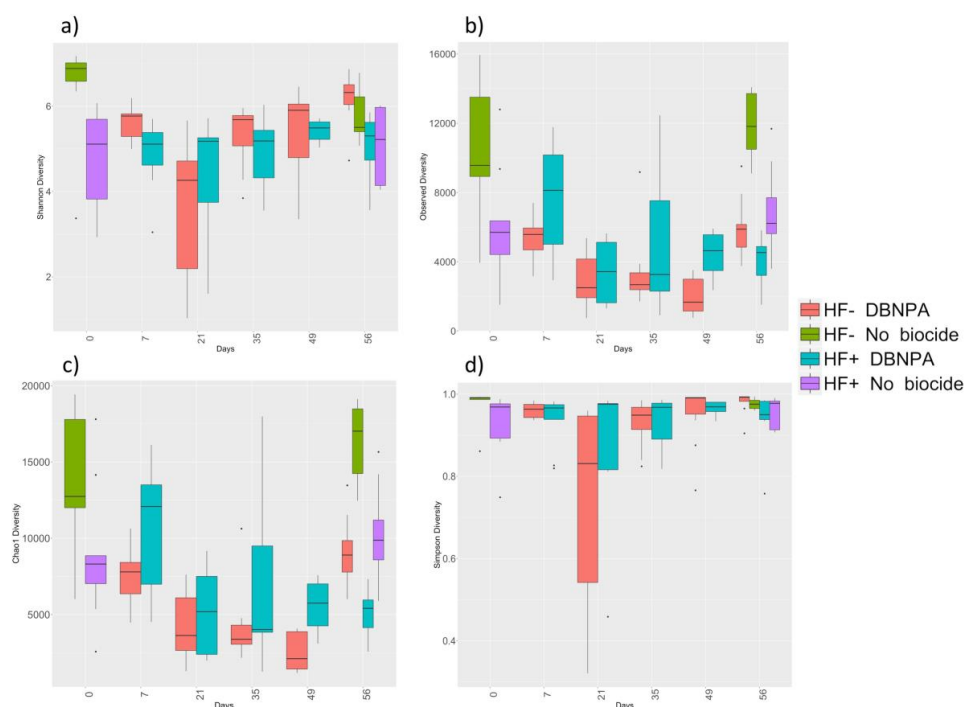 a)
6
4
2
Shannon Diversity
0
7
21
35
49
56
Days
b)
16000
12000
8000
4000
0
Observed Diversity
0
7
21
35
49
56
Days
HF- DBNPA
HF- No biocide
HF+ DBNPA
HF+ No biocide
c)
20000
15000
10000
5000
Chao1 Diversity
0
7
21
35
49
56
Days
d)
1.0
0.8
0.6
0.4
Simpson Diversity
0
7
21
35
49
56
Days